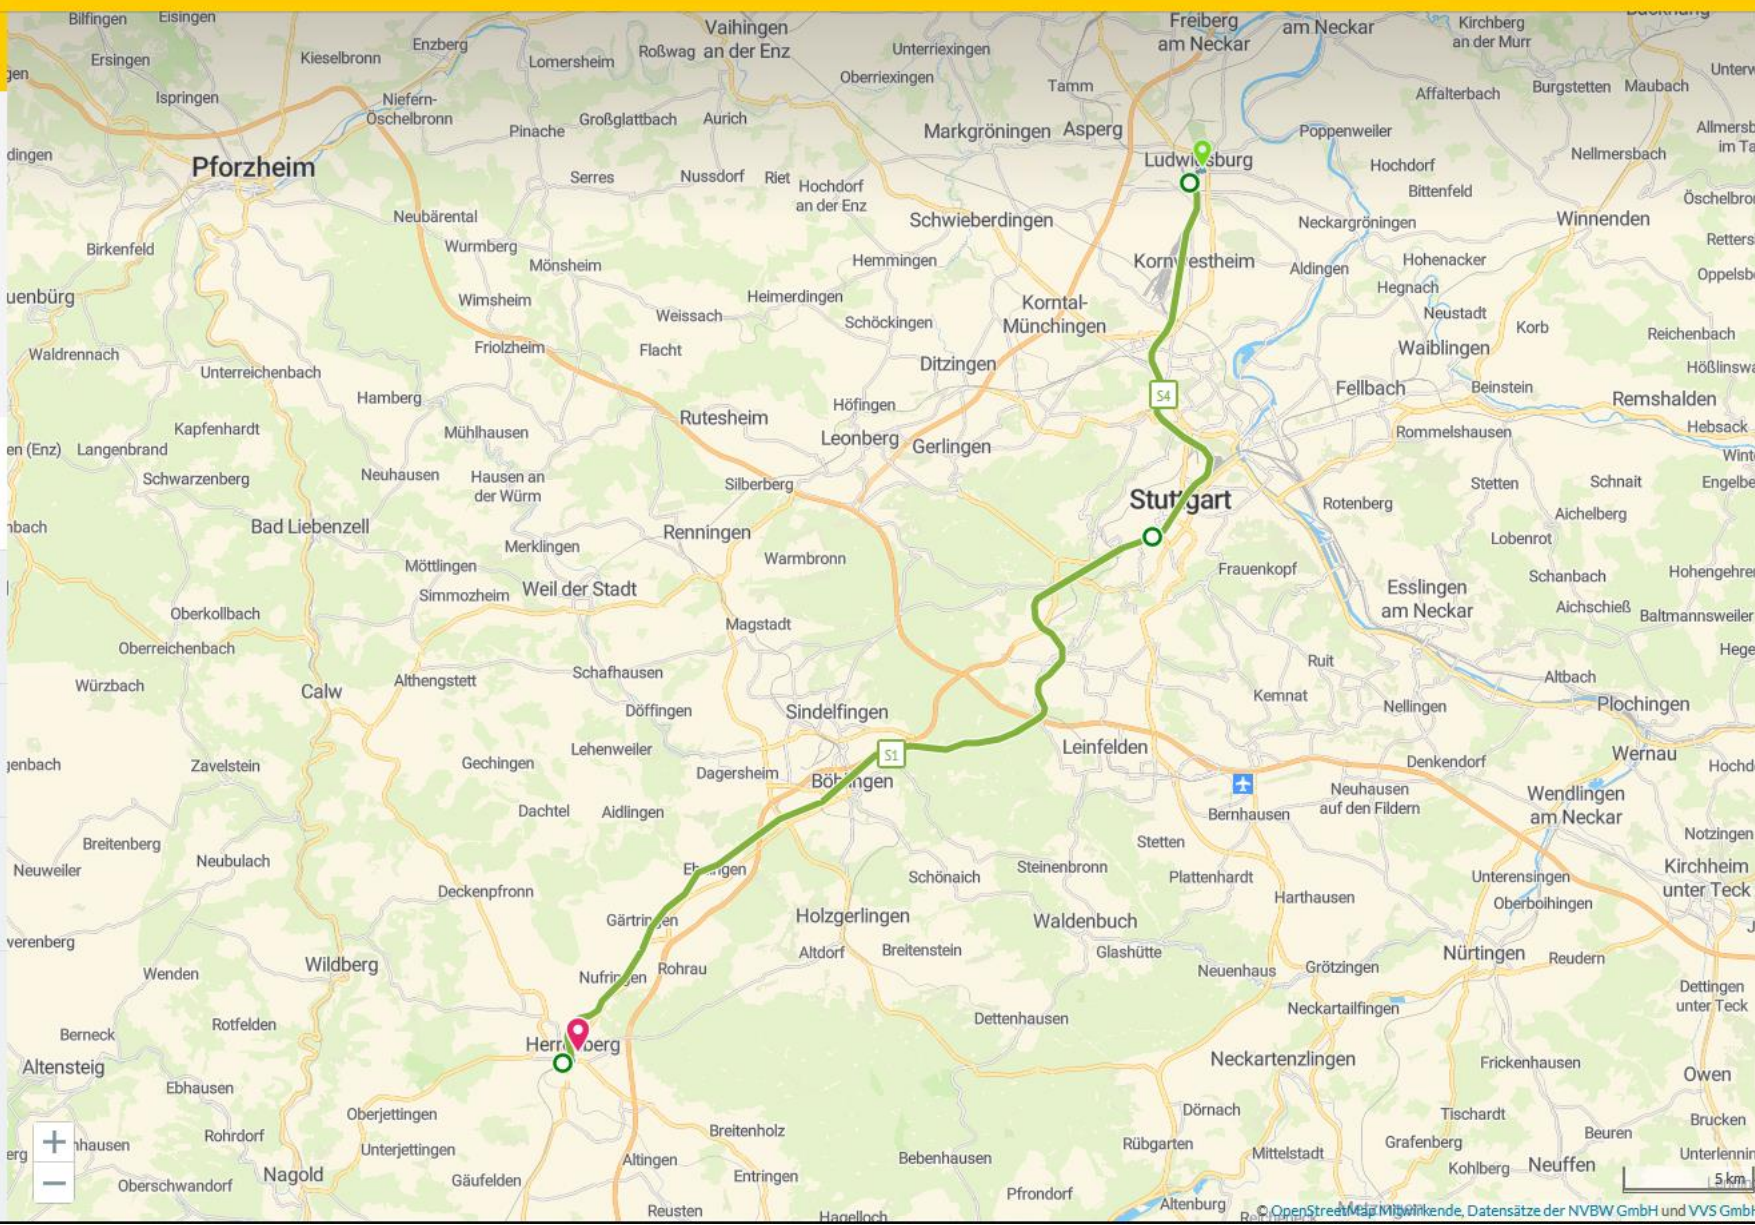 Bilfingen
Eisingen
Vaihingen
an der Enz
Freiberg
am Neckar
am Neckar
Kirchberg
an der Murr
Ersingen
Kieselbronn
Enzberg
Lomersheim
Roßwag
Unterriexingen
Oberriexingen
Tamm
Affalterbach
Burgstetten
Maubach
Ispringen
Niefern-
Öschelbronn
Pinache
Großglattbach
Aurich
Markgröningen
Asperg
Poppenweiler
Nellmersbach
Pforzheim
Serres
Nussdorf
Riet
Hochdorf
an der Enz
Hochdorf
Bittenfeld
Neubärental
Schwieberdingen
Neckargröningen
Winnenden
Birkenfeld
Wurmberg
Mönsheim
Hemmingen
Aldingen
Hohenacker
Hegnach
Wimsheim
Weissach
Heimerdingen
Schöckingen
Korntal-
Münchingen
Neustadt
Korb
Reichenbach
Waldrennach
Unterreichenbach
Friolzheim
Flacht
Ditzingen
Waiblingen
Hamberg
Rutesheim
Höfingen
S4
Fellbach
Beinstein
Remshalden
Kapfenhardt
Langenbrand
Mühlhausen
Leonberg
Gerlingen
Rommelshausen
Hebsack
Schwarzenberg
Neuhausen
Hausen an
der Würm
Silberberg
Stuttgart
Rotenberg
Stetten
Schnait
Aichelberg
Bad Liebenzell
Merklingen
Renningen
Warmbronn
Lobenrot
Möttlingen
Simmozheim
Weil der Stadt
Frauenkopf
Esslingen
am Neckar
Schanbach
Aichschieß
Baltmannsweiler
Oberkollbach
Oberreichenbach
Magstadt
Würzbach
Calw
Althengstett
Schafhausen
Döffingen
Sindelfingen
Ruit
Kemnat
Nellingen
Altbach
Plochingen
Zavelstein
Gechingen
Lehenweiler
Dagersheim
S1
Leinfelden
Denkendorf
Wernau
Dachtel
Aidlingen
Bernhausen
Neuhausen
auf den Fildern
Wendlingen
am Neckar
Notzingen
Breitenberg
Neuweiler
Neubulach
Deckenpfronn
Schönaich
Steinenbronn
Stetten
Plattenhardt
Harthausen
Unterensingen
Oberboihingen
Kirchheim
unter Teck
Holzgerlingen
Waldenbuch
Altdorf
Breitenstein
Glashütte
Neuenhaus
Grötzingen
Nürtingen
Reudern
Wenden
Wildberg
Rohrau
Neckartailfingen
Dettingen
unter Teck
Berneck
Rotfelden
Dettenhausen
Altensteig
Ebhausen
Neckartenzlingen
Frickenhausen
Owen
Oberjettingen
Dörnach
Tischardt
Brucken
Rohrdorf
Unterjettingen
Breitenholz
Rübgarten
Mittelstadt
Grafenberg
Beuren
Nagold
Oberschwandorf
Gäufelden
Altingen
Entringen
Bebenhausen
Pfrondorf
Kohlberg
Neuffen
5 km
Reusten
Hagelloch
Altenburg
© OpenStreetMap Mitwirkende, Datensätze der NVBW GmbH und VVS GmbH